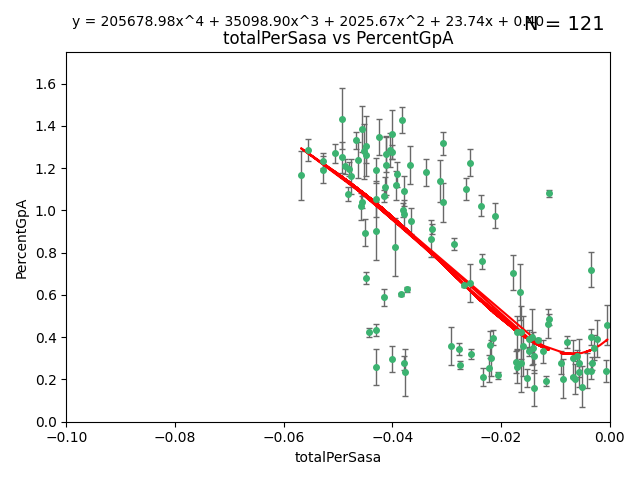 y = 205678.98x^4 + 35098.90x^3 + 2025.67x^2 + 23.74x + 0.40
N = 121
totalPerSasa vs PercentGpA
1.6
1.4
1.2
1.0
0.8
0.6
0.4
0.2
0.0
PercentGpA
−0.10 −0.08 −0.06 −0.04 −0.02 0.00
totalPerSasa